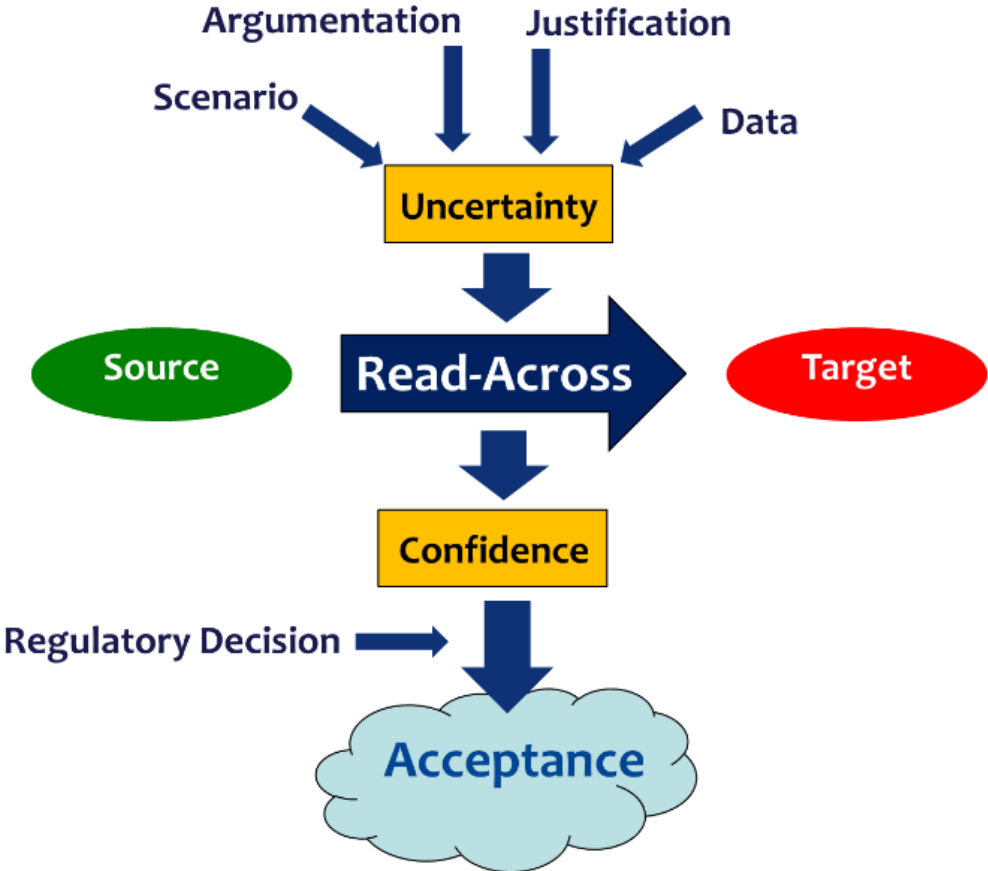 Argumentation
Justification
Scenario
Data
Uncertainty
Source
Read-Across
Target
Confidence
Regulatory Decision
Acceptance